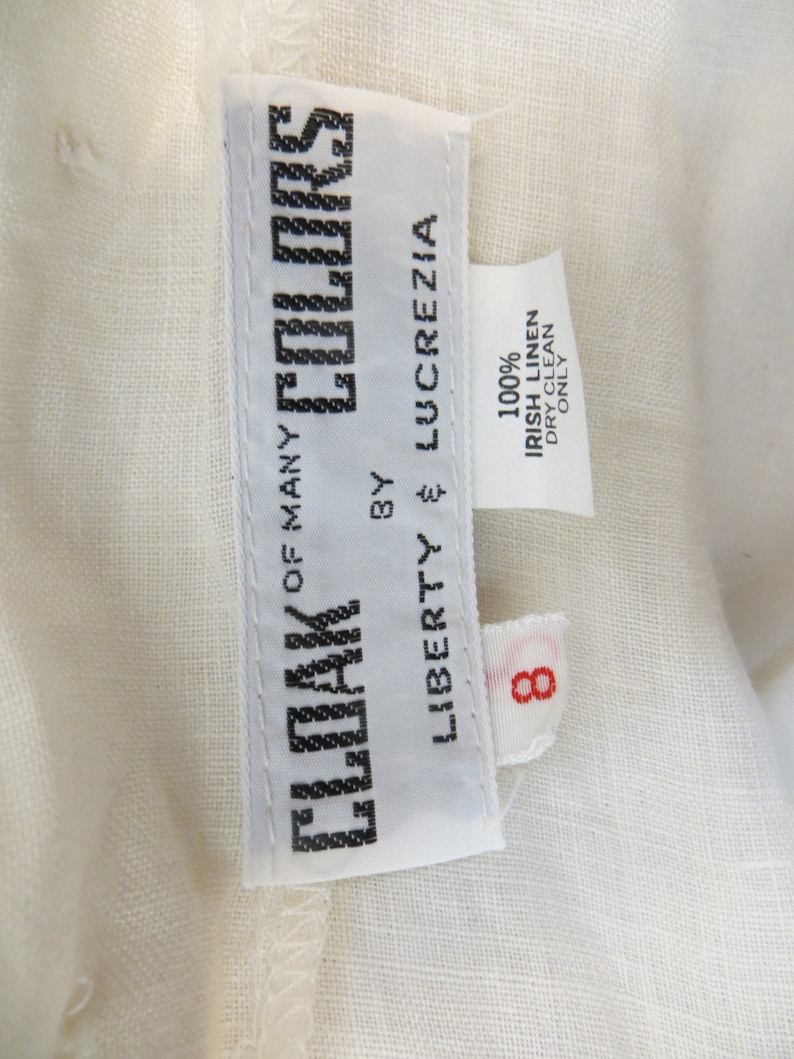 CLOAK OF MANY COLORS
BY
LIBERTY & LUCREZIA
100%
IRISH LINEN
DRY CLEAN
ONLY
8